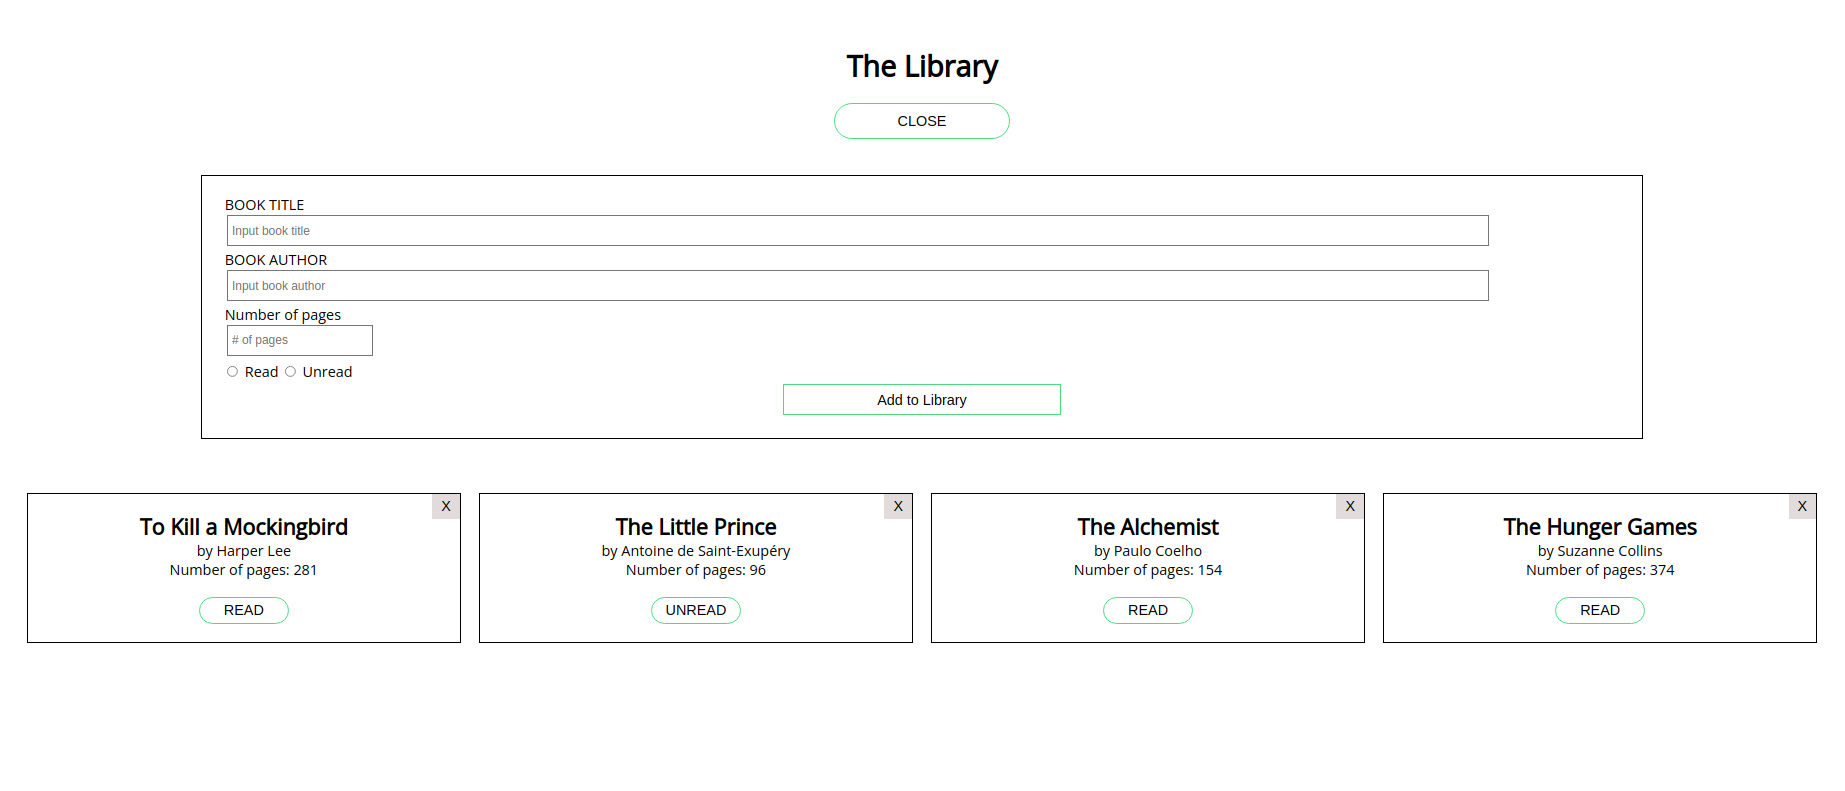 The Library
CLOSE
BOOK TITLE
Input book title
BOOK AUTHOR
Input book author
Number of pages
# of pages
Read Unread
Add to Library
X
To Kill a Mockingbird
by Harper Lee
Number of pages: 281
READ
X
The Little Prince
by Antoine de Saint-Exupéry
Number of pages: 96
UNREAD
X
The Alchemist
by Paulo Coelho
Number of pages: 154
READ
X
The Hunger Games
by Suzanne Collins
Number of pages: 374
READ